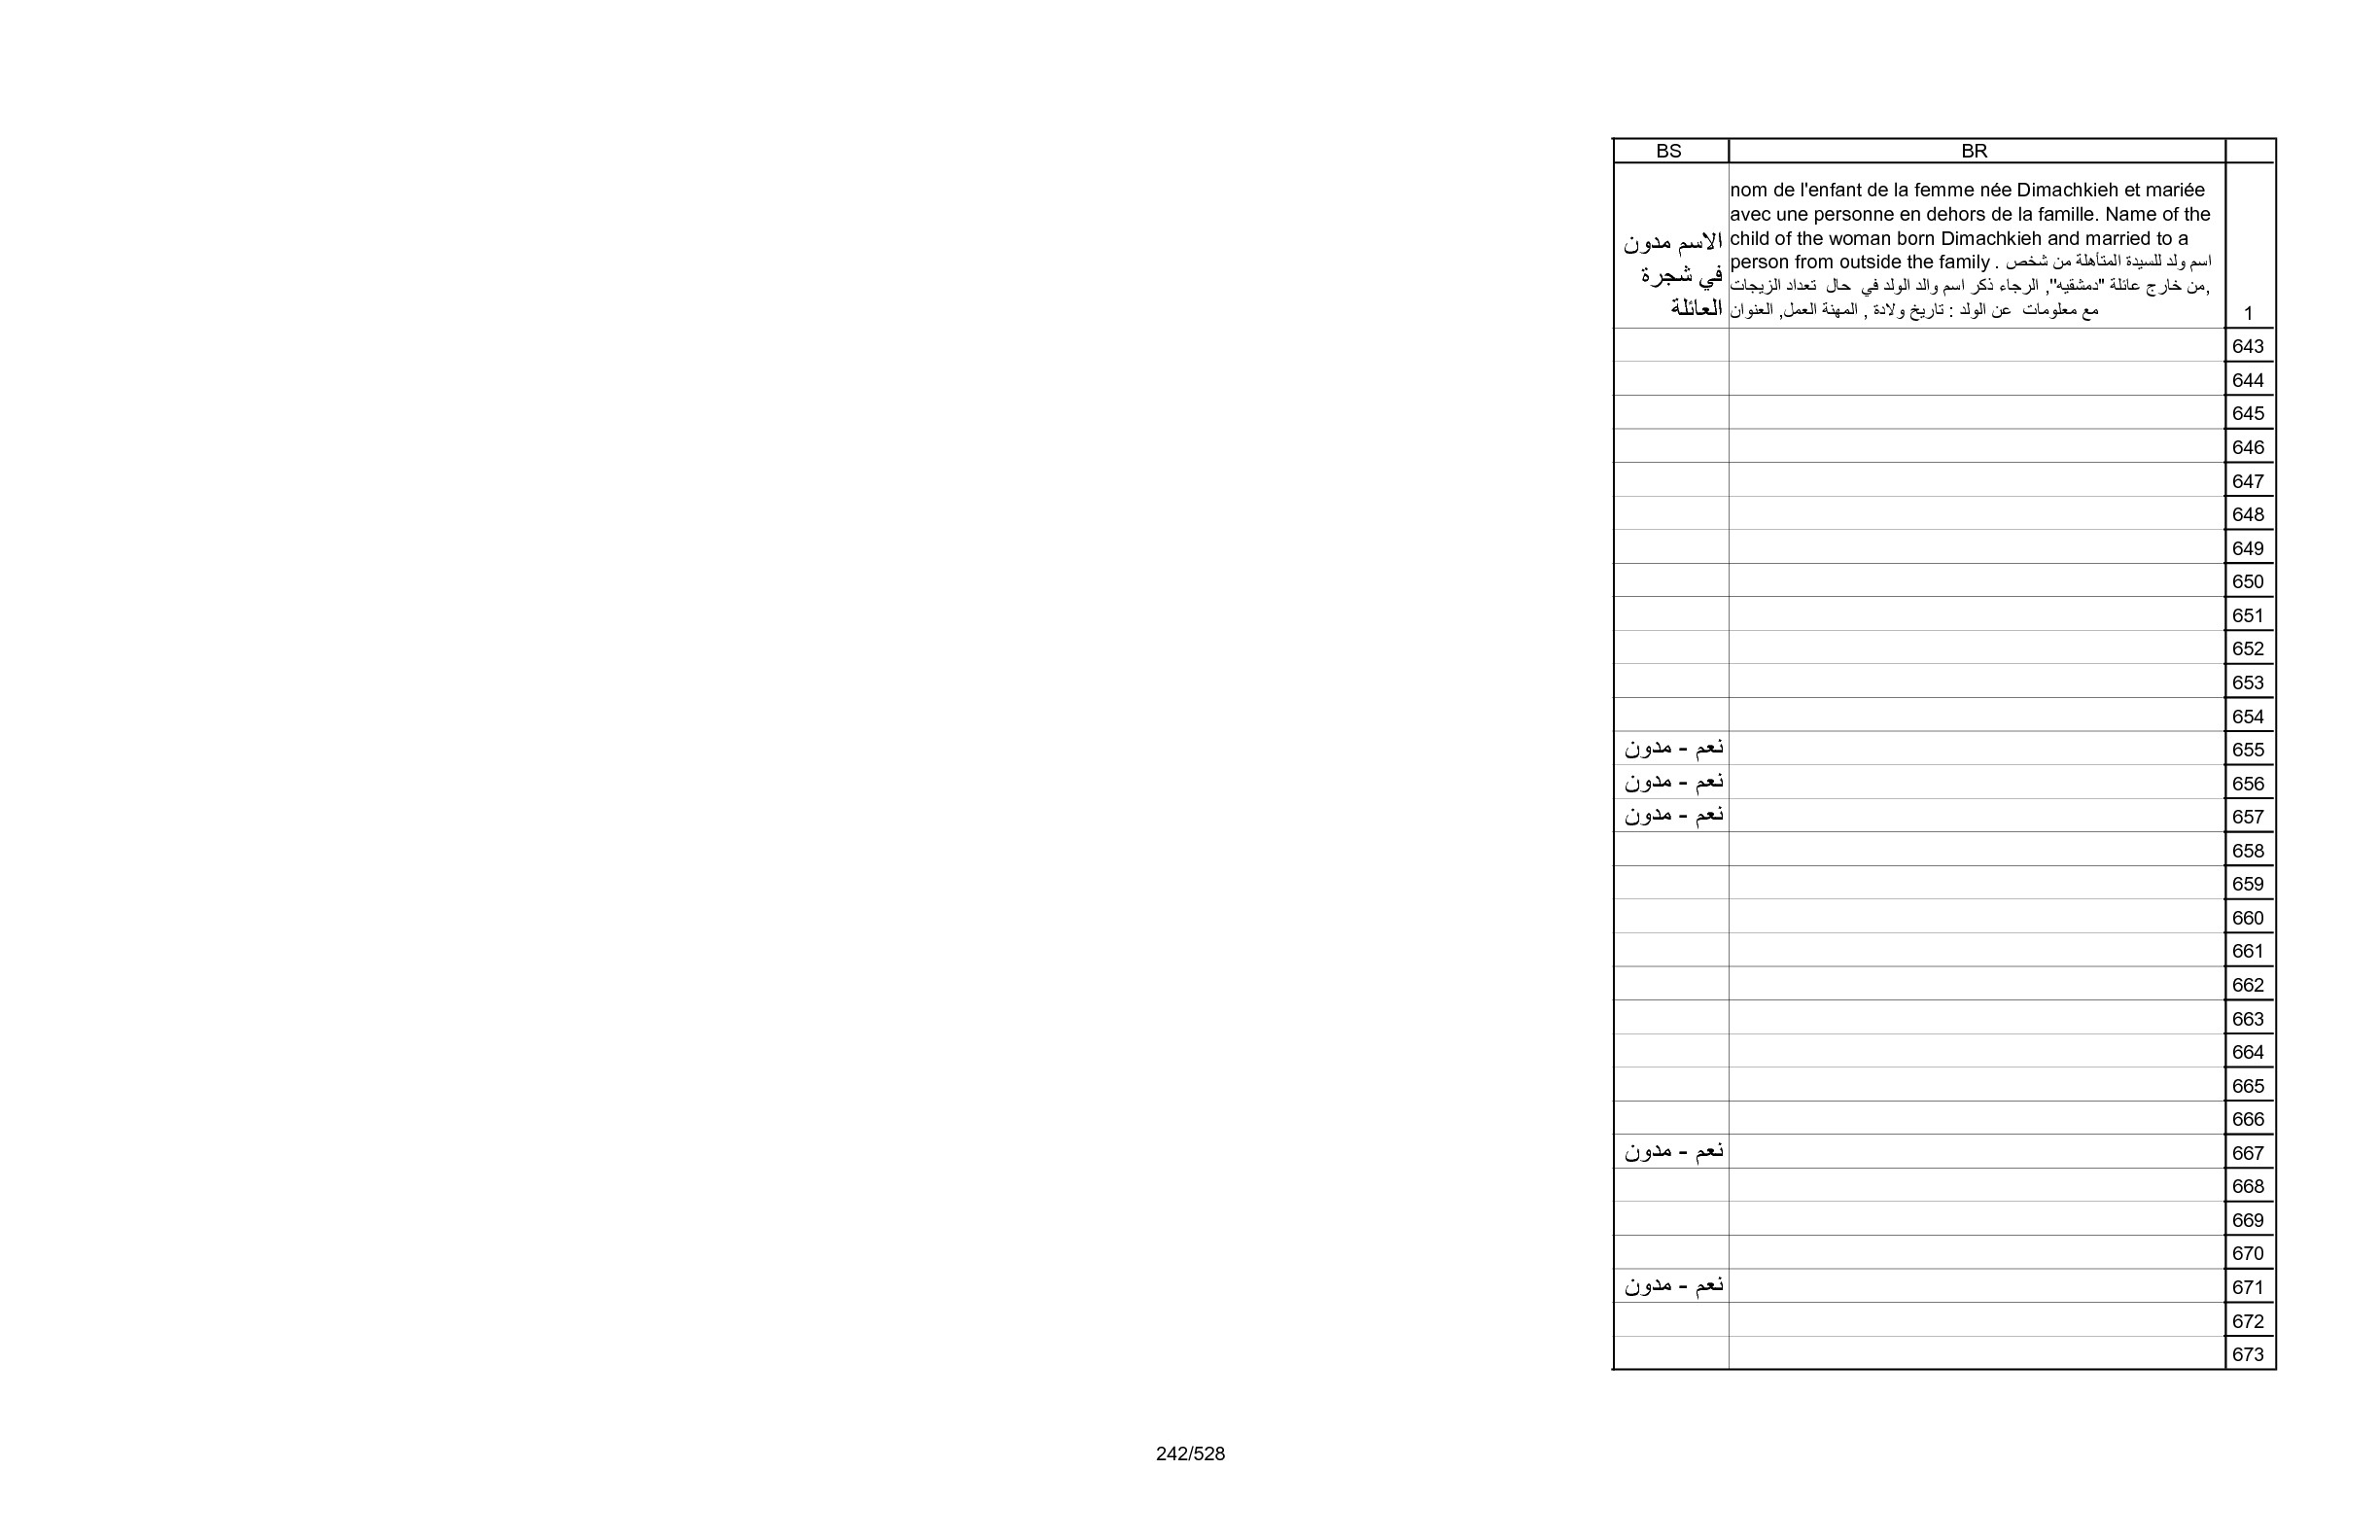 BS BR
nom de l'enfant de la femme née Dimachkieh et mariée
avec une personne en dehors de la famille. Name of the
child of the woman born Dimachkieh and married to a
person from outside the family . اسم ولد للسيدة المتأهلة من شخص
من خارج عائلة "دمشقيه", الرجاء ذكر اسم والد الولد في حال تعداد الزيجات,
مع معلومات عن الولد : تاريخ ولادة , المهنة العمل, العنوان
الاسم مدون
في شجرة
العائلة
1
643
644
645
646
647
648
649
650
651
652
653
654
655 نعم - مدون
656 نعم - مدون
657 نعم - مدون
658
659
660
661
662
663
664
665
666
667 نعم - مدون
668
669
670
671 نعم - مدون
672
673
242/528